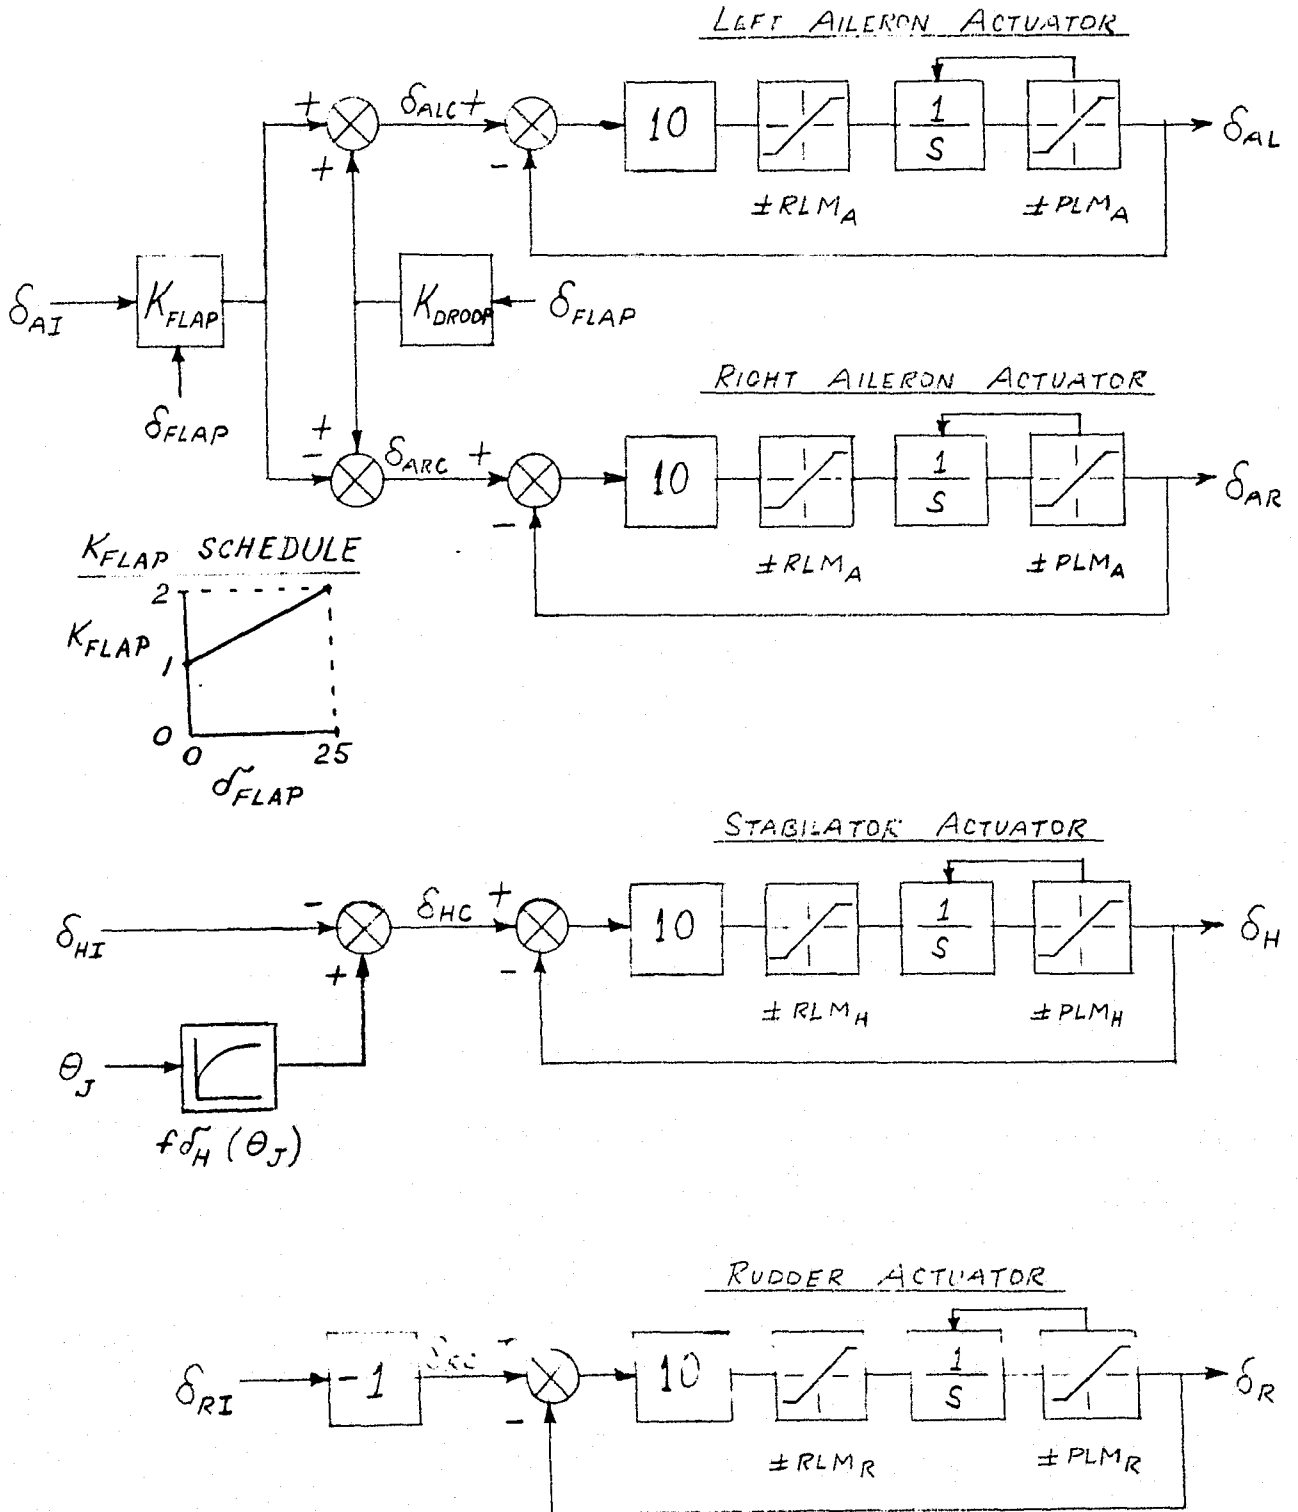 LEFT AILERON ACTUATOR
+ δALC + 10 1/S δAL
+ -
±RLMA ±PLMA
δAI KFLAP KDROOP δFLAP
δFLAP
RIGHT AILERON ACTUATOR
+
- δARC + 10 1/S δAR
-
±RLMA ±PLMA
KFLAP SCHEDULE
2
KFLAP
1
0
0 25
δFLAP
STABILATOR ACTUATOR
δHI - δHC + 10 1/S δH
+ -
±RLMH ±PLMH
θJ
fδH (θJ)
RUDDER ACTUATOR
δRI -1 δRC + 10 1/S δR
-
±RLMR ±PLMR